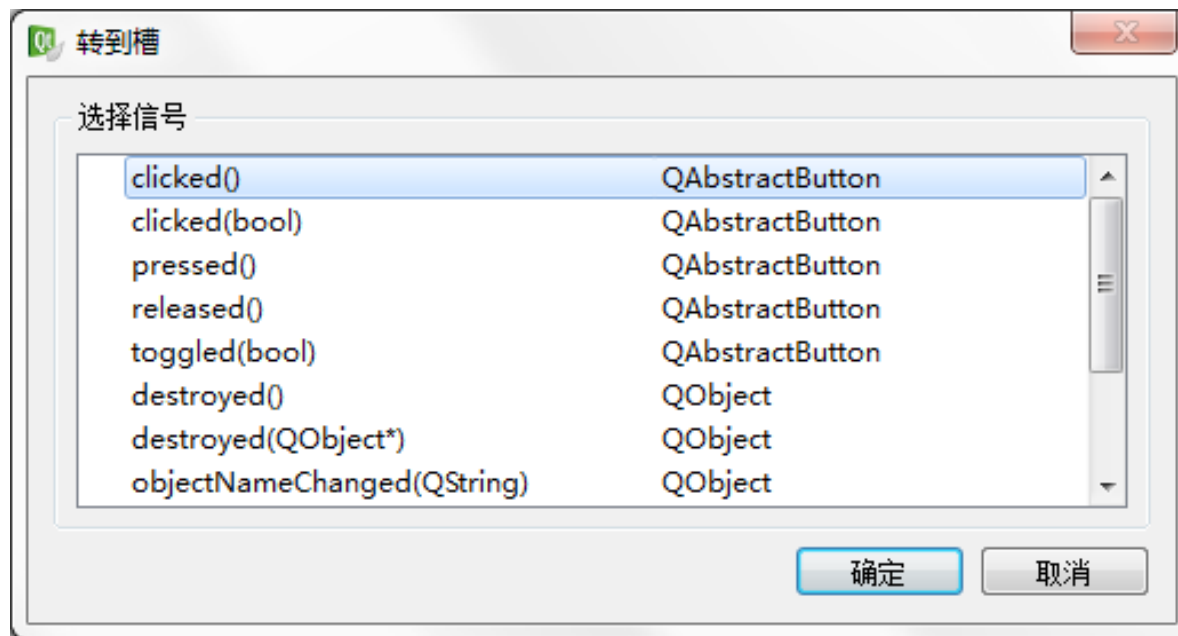 转到槽
选择信号
clicked() QAbstractButton
clicked(bool) QAbstractButton
pressed() QAbstractButton
released() QAbstractButton
toggled(bool) QAbstractButton
destroyed() QObject
destroyed(QObject*) QObject
objectNameChanged(QString) QObject
确定 取消